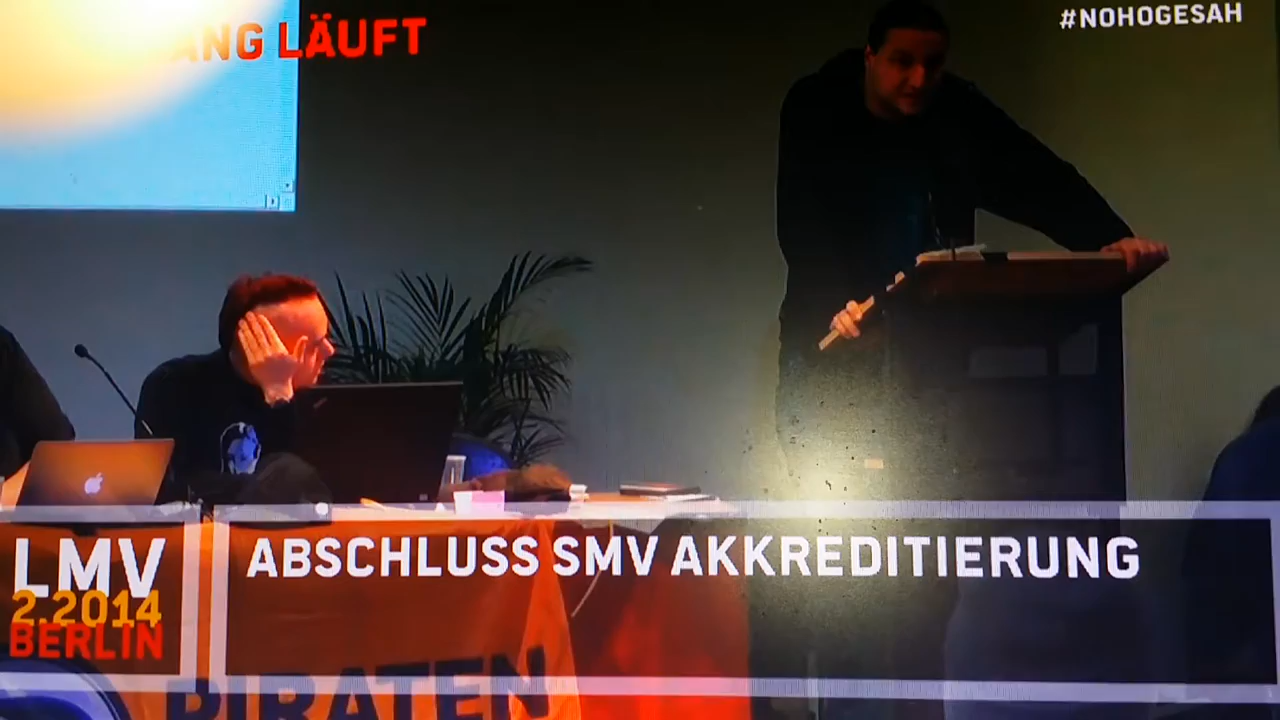 ANG LÄUFT
#NOHOGESAH
LMV
2.2014
BERLIN
ABSCHLUSS SMV AKKREDITIERUNG
PIRATEN